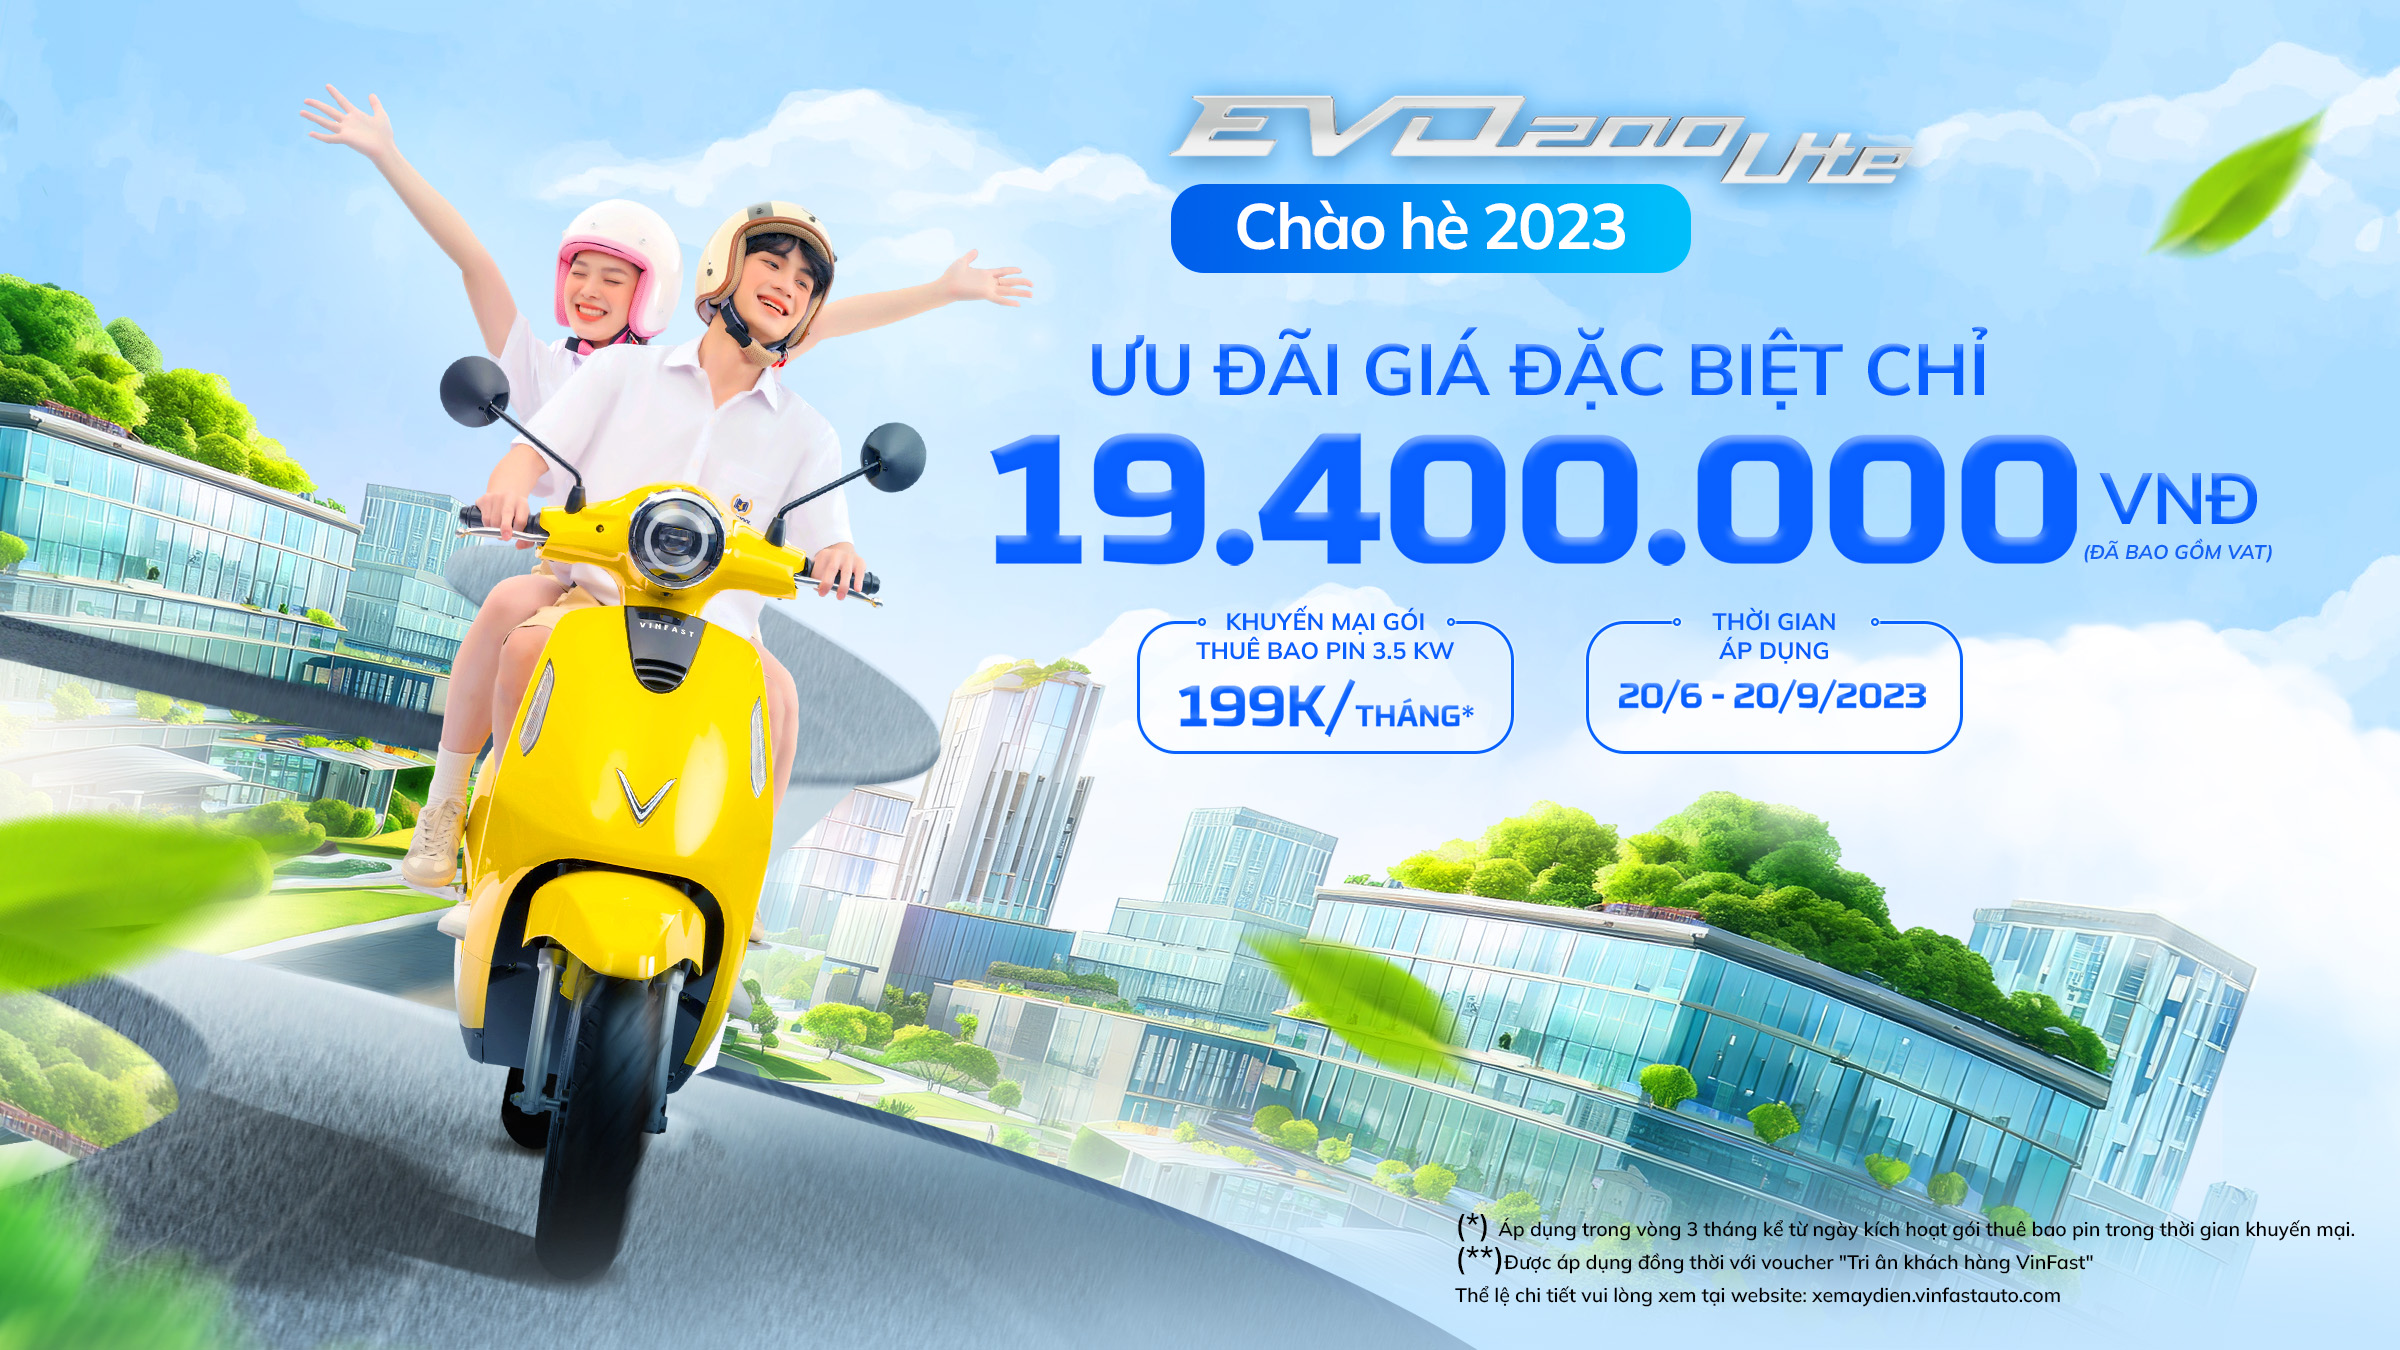 EVO200 Lite
Chào hè 2023
ƯU ĐÃI GIÁ ĐẶC BIỆT CHỈ
19.400.000 VNĐ
(ĐÃ BAO GỒM VAT)
KHUYẾN MẠI GÓI
THUÊ BAO PIN 3.5 KW
199K/THÁNG*
THỜI GIAN
ÁP DỤNG
20/6 - 20/9/2023
VINFAST
(*) Áp dụng trong vòng 3 tháng kể từ ngày kích hoạt gói thuê bao pin trong thời gian khuyến mại.
(**)Được áp dụng đồng thời với voucher "Tri ân khách hàng VinFast"
Thể lệ chi tiết vui lòng xem tại website: xemaydien.vinfastauto.com